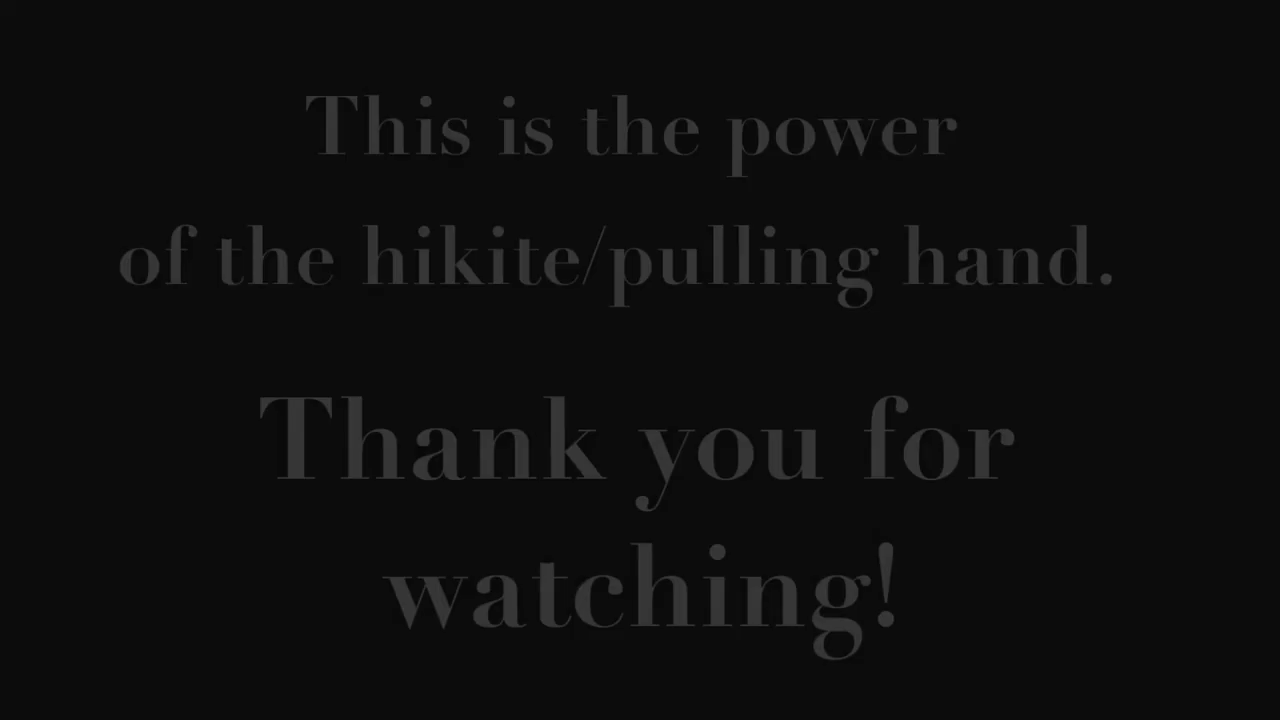 This is the power
of the hikite/pulling hand.
Thank you for
watching!